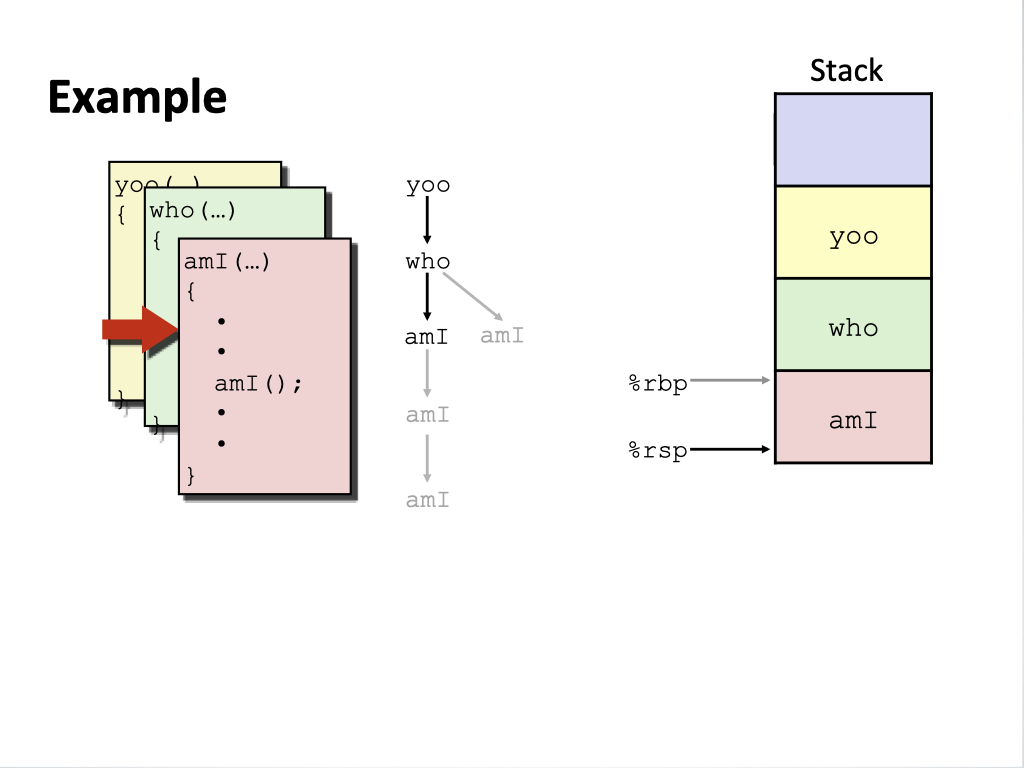 Stack
Example
yoo(…)
{
who(…)
{
amI(…)
{
•
•
amI();
•
•
}
}
}
yoo
who
amI amI
amI
amI
yoo
who
%rbp
amI
%rsp